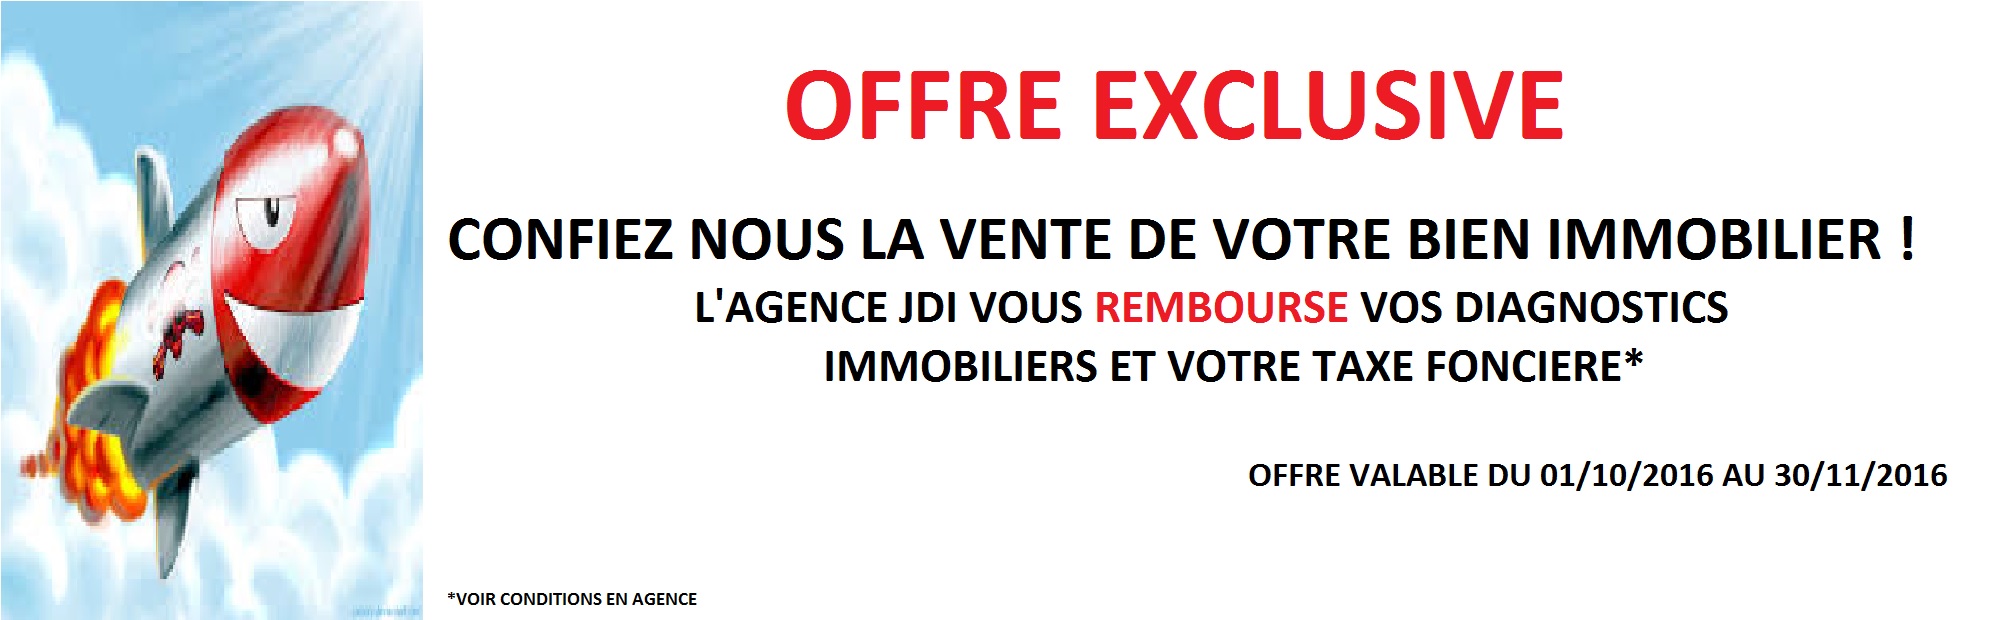 OFFRE EXCLUSIVE
CONFIEZ NOUS LA VENTE DE VOTRE BIEN IMMOBILIER !
L'AGENCE JDI VOUS REMBOURSE VOS DIAGNOSTICS
IMMOBILIERS ET VOTRE TAXE FONCIERE*
OFFRE VALABLE DU 01/10/2016 AU 30/11/2016
*VOIR CONDITIONS EN AGENCE